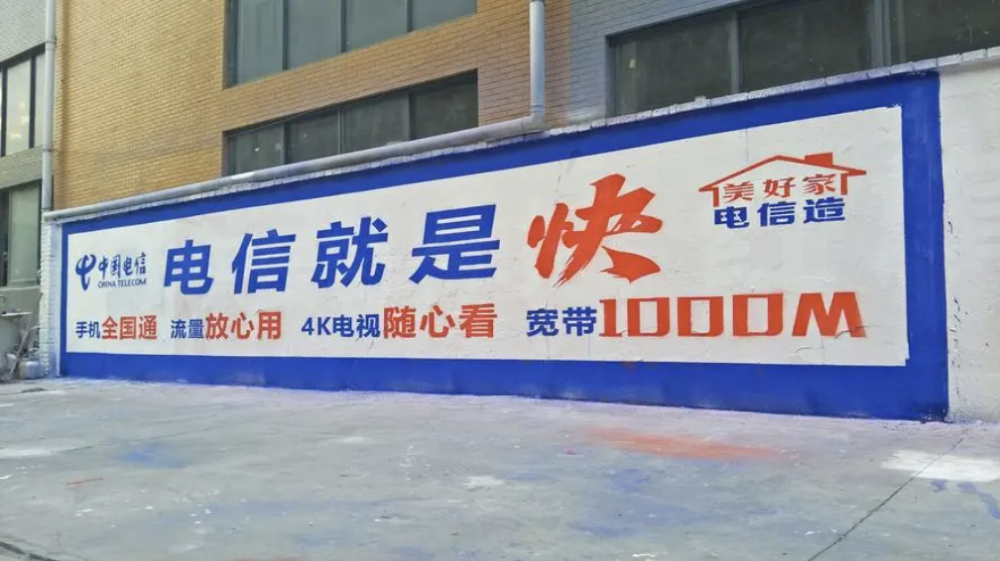 中国电信
CHINA TELECOM
电信就是快
美好家
电信造
手机全国通 流量放心用 4K电视随心看 宽带1000M